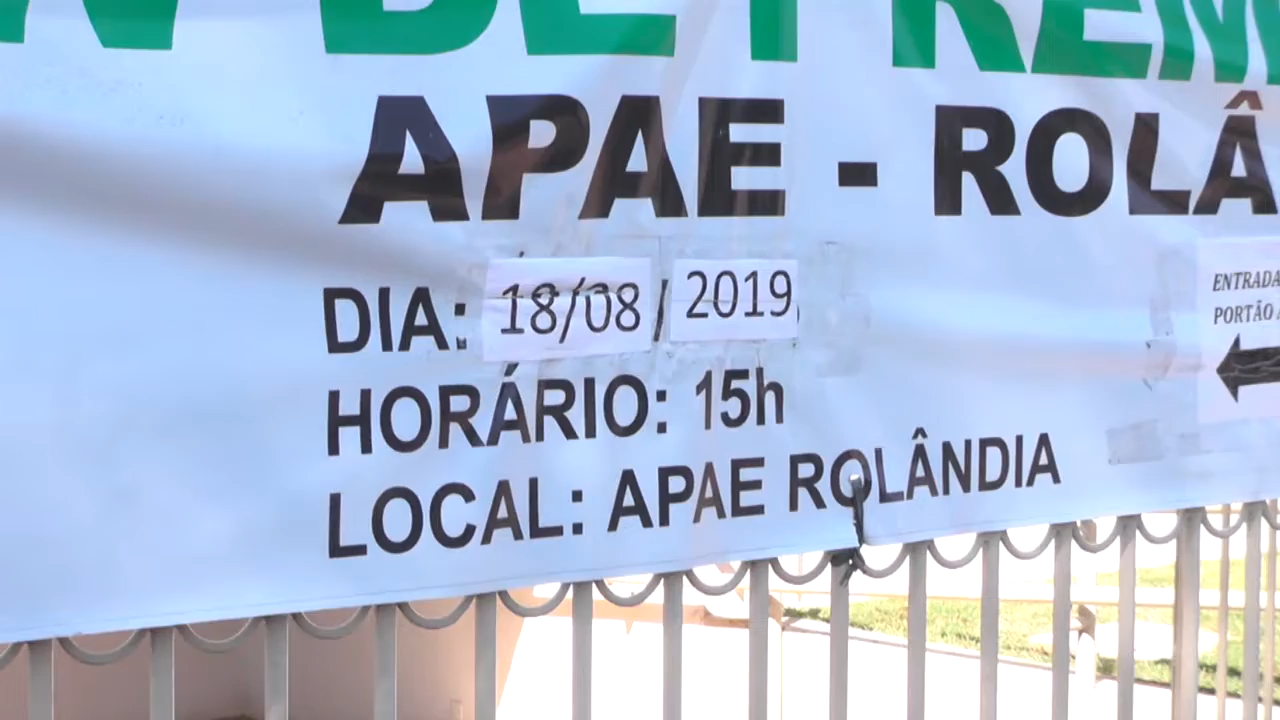 APAE - ROLÂ
DIA: 18/08/2019
HORÁRIO: 15h
LOCAL: APAE ROLÂNDIA
ENTRADA
PORTÃO